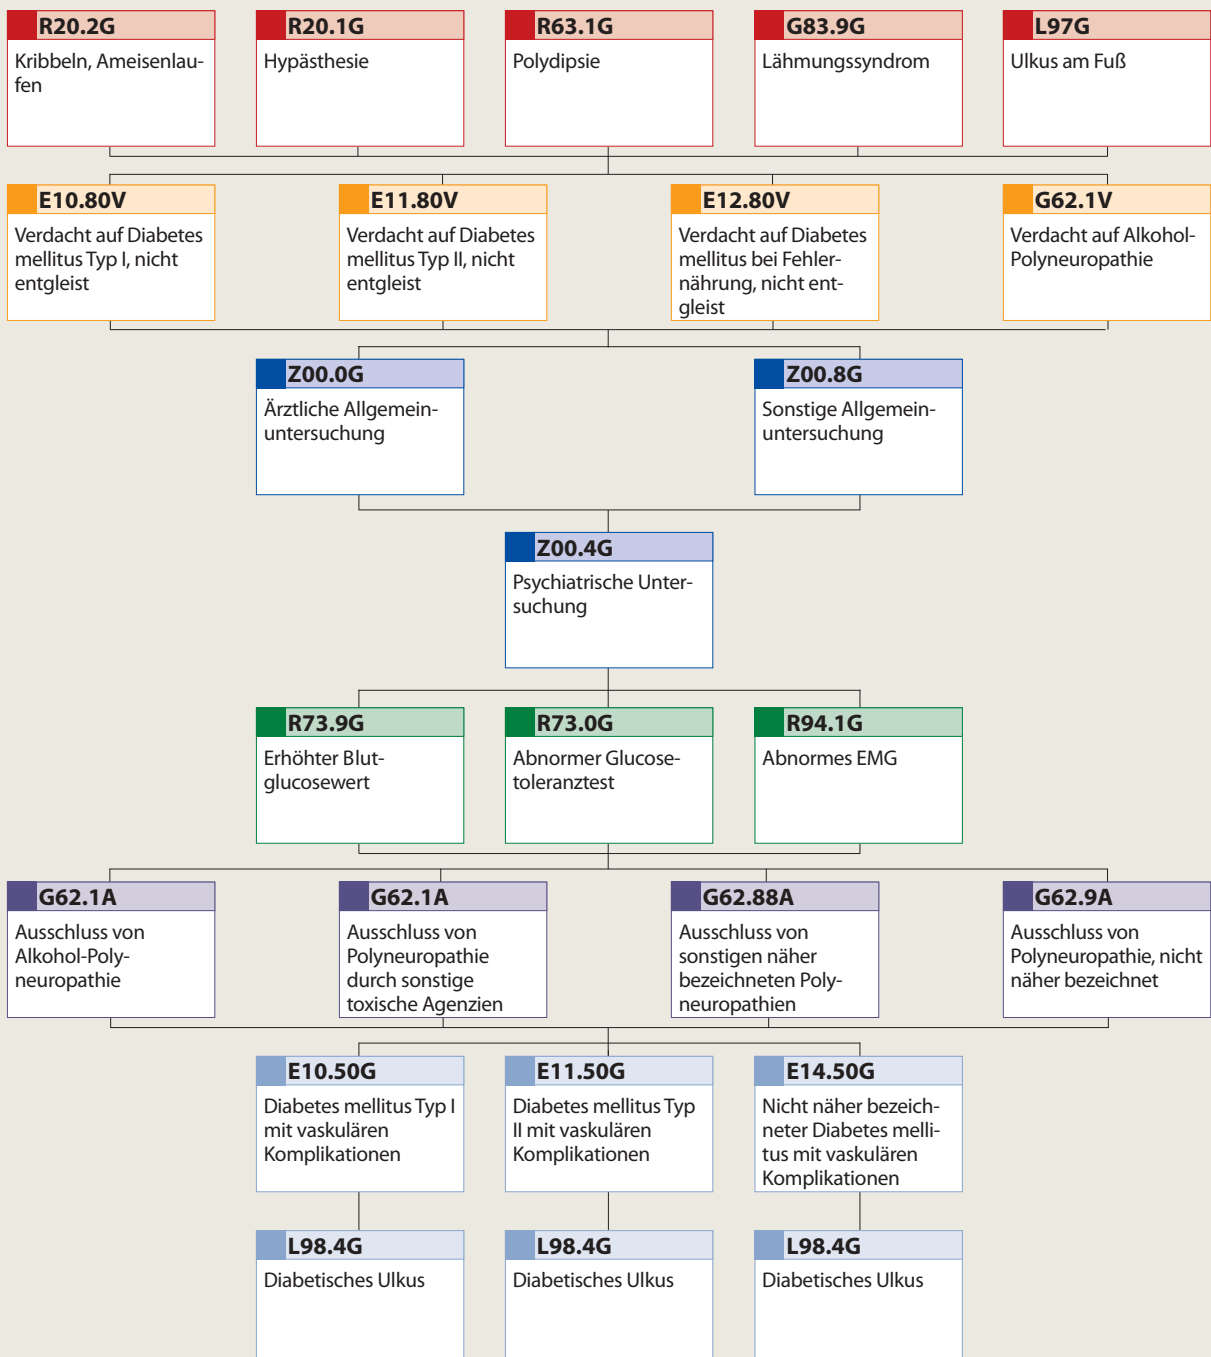 R20.2G
Kribbeln, Ameisenlau-
fen
R20.1G
Hypästhesie
R63.1G
Polydipsie
G83.9G
Lähmungssyndrom
L97G
Ulkus am Fuß
E10.80V
Verdacht auf Diabetes
mellitus Typ I, nicht
entgleist
E11.80V
Verdacht auf Diabetes
mellitus Typ II, nicht
entgleist
E12.80V
Verdacht auf Diabetes
mellitus bei Fehler-
nährung, nicht ent-
gleist
G62.1V
Verdacht auf Alkohol-
Polyneuropathie
Z00.0G
Ärztliche Allgemein-
untersuchung
Z00.8G
Sonstige Allgemein-
untersuchung
Z00.4G
Psychiatrische Unter-
suchung
R73.9G
Erhöhter Blut-
glucosewert
R73.0G
Abnormer Glucose-
toleranztest
R94.1G
Abnormes EMG
G62.1A
Ausschluss von
Alkohol-Poly-
neuropathie
G62.1A
Ausschluss von
Polyneuropathie
durch sonstige
toxische Agenzien
G62.88A
Ausschluss von
sonstigen näher
bezeichneten Poly-
neuropathien
G62.9A
Ausschluss von
Polyneuropathie, nicht
näher bezeichnet
E10.50G
Diabetes mellitus Typ I
mit vaskulären
Komplikationen
E11.50G
Diabetes mellitus Typ
II mit vaskulären
Komplikationen
E14.50G
Nicht näher bezeich-
neter Diabetes melli-
tus mit vaskulären
Komplikationen
L98.4G
Diabetisches Ulkus
L98.4G
Diabetisches Ulkus
L98.4G
Diabetisches Ulkus